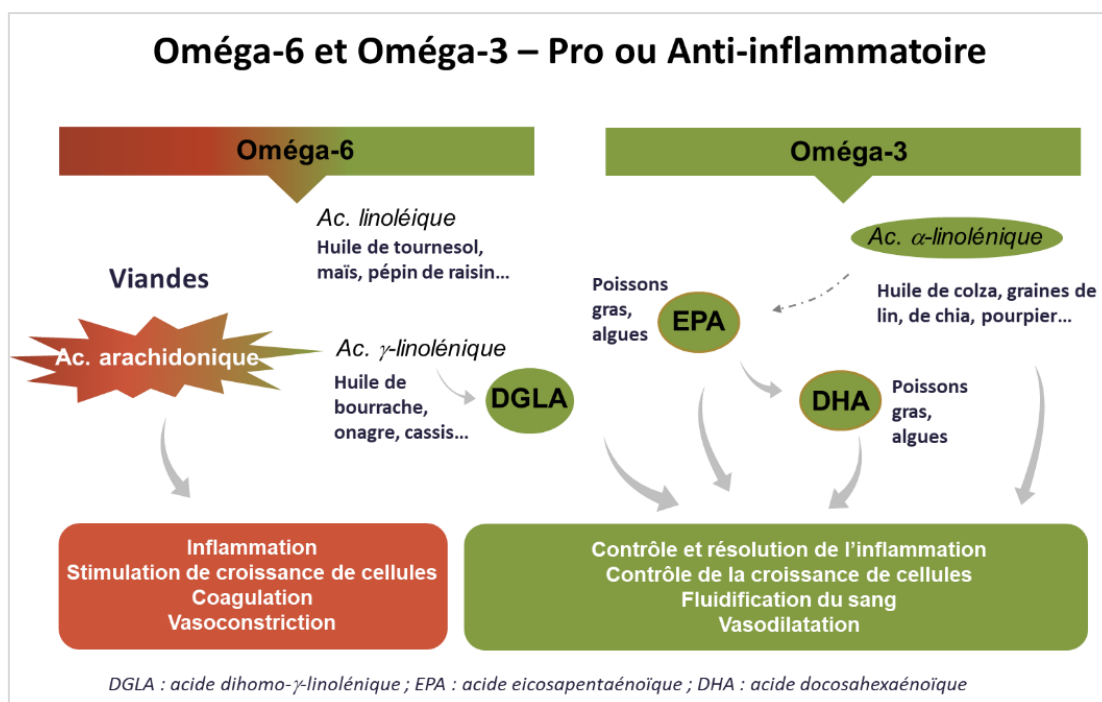 Oméga-6 et Oméga-3 – Pro ou Anti-inflammatoire
Oméga-6
Ac. linoléique
Huile de tournesol,
maïs, pépin de raisin...
Viandes
Ac. arachidonique
Ac. γ-linolénique
Huile de
bourrache,
onagre, cassis...
DGLA
Oméga-3
Ac. α-linolénique
Huile de colza, graines de
lin, de chia, pourpier...
Poissons
gras,
algues
EPA
DHA
Poissons
gras,
algues
Inflammation
Stimulation de croissance de cellules
Coagulation
Vasoconstriction
Contrôle et résolution de l’inflammation
Contrôle de la croissance de cellules
Fluidification du sang
Vasodilatation
DGLA : acide dihomo-γ-linolénique ; EPA : acide eicosapentaénoïque ; DHA : acide docosahexaénoïque